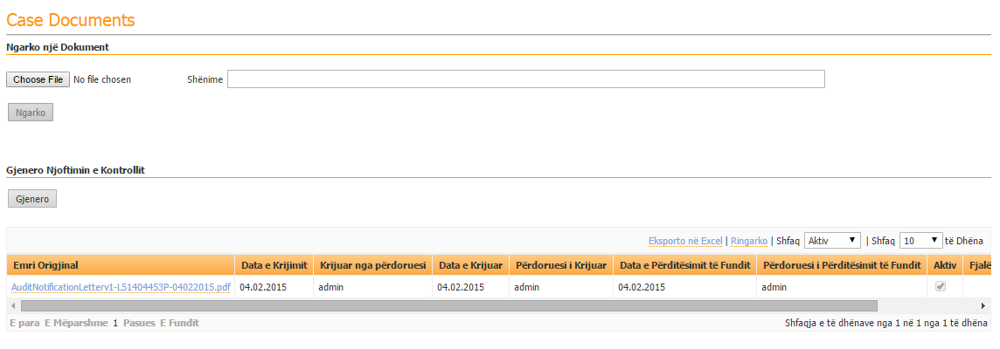 Case Documents
Ngarko një Dokument
Choose File No file chosen Shënime
Ngarko
Gjenero Njoftimin e Kontrollit
Gjenero
Eksporto në Excel | Ringarko | Shfaq Aktiv | Shfaq 10 të Dhëna
Emri Origjinal Data e Krijimit Krijuar nga përdoruesi Data e Krijuar Përdoruesi i Krijuar Data e Përditësimit të Fundit Përdoruesi i Përditësimit të Fundit Aktiv Fjalë
AuditNotificationLetterv1-L51404453P-04022015.pdf 04.02.2015 admin 04.02.2015 admin 04.02.2015 admin
E para E Mëparshme 1 Pasues E Fundit Shfaqja e të dhënave nga 1 në 1 nga 1 të dhëna